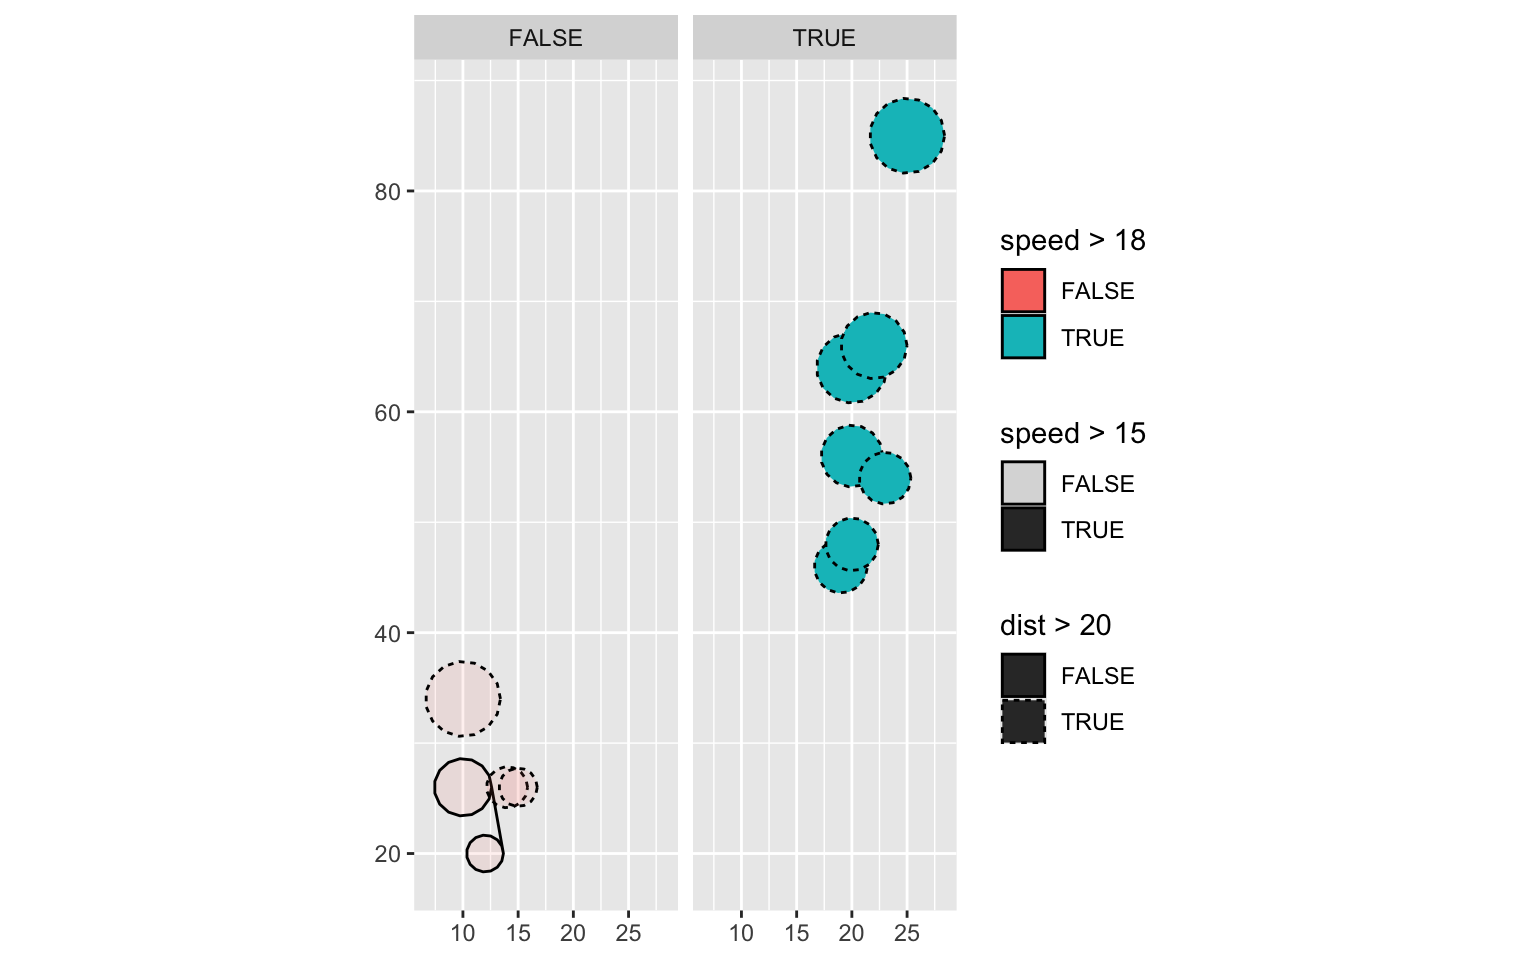 FALSE TRUE
80
60
40
20
10 15 20 25 10 15 20 25
speed > 18
FALSE
TRUE
speed > 15
FALSE
TRUE
dist > 20
FALSE
TRUE